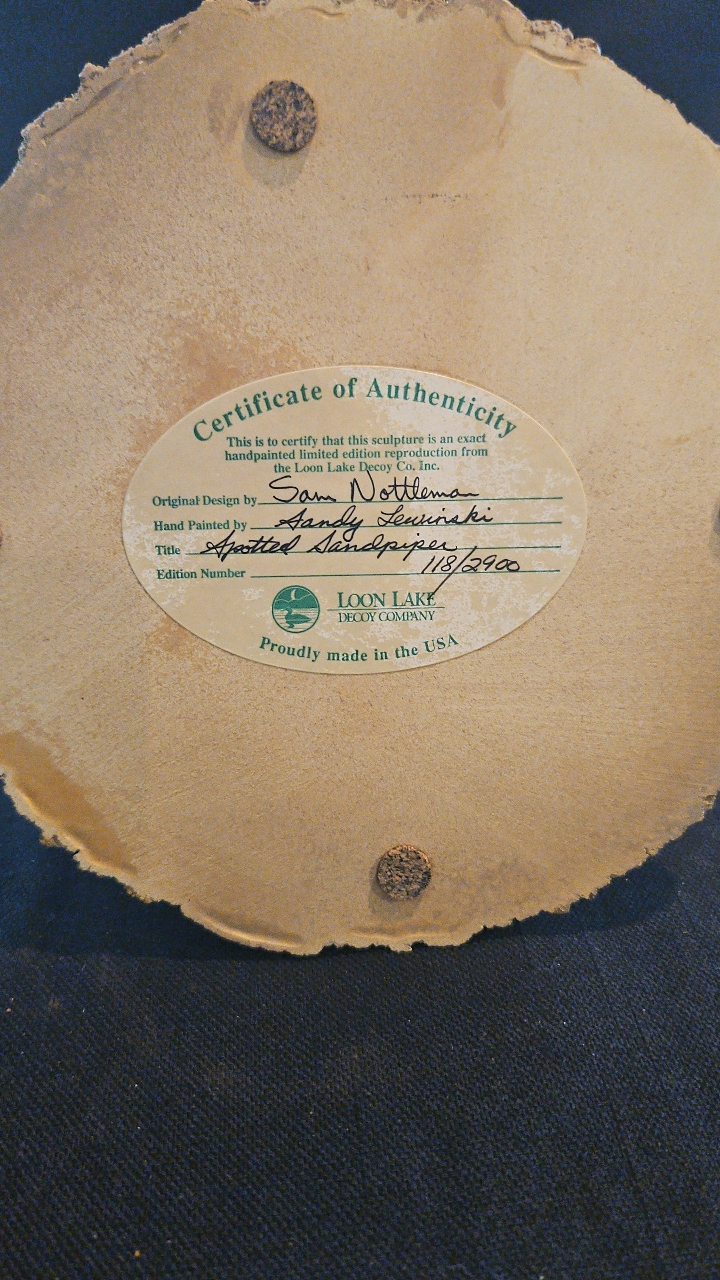 Certificate of Authenticity
This is to certify that this sculpture is an exact
handpainted limited edition reproduction from
the Loon Lake Decoy Co. Inc.
Original Design by Sam Nottleman
Hand Painted by Sandy Lewinski
Title Spotted Sandpiper
Edition Number 118/2900
LOON LAKE
DECOY COMPANY
Proudly made in the USA